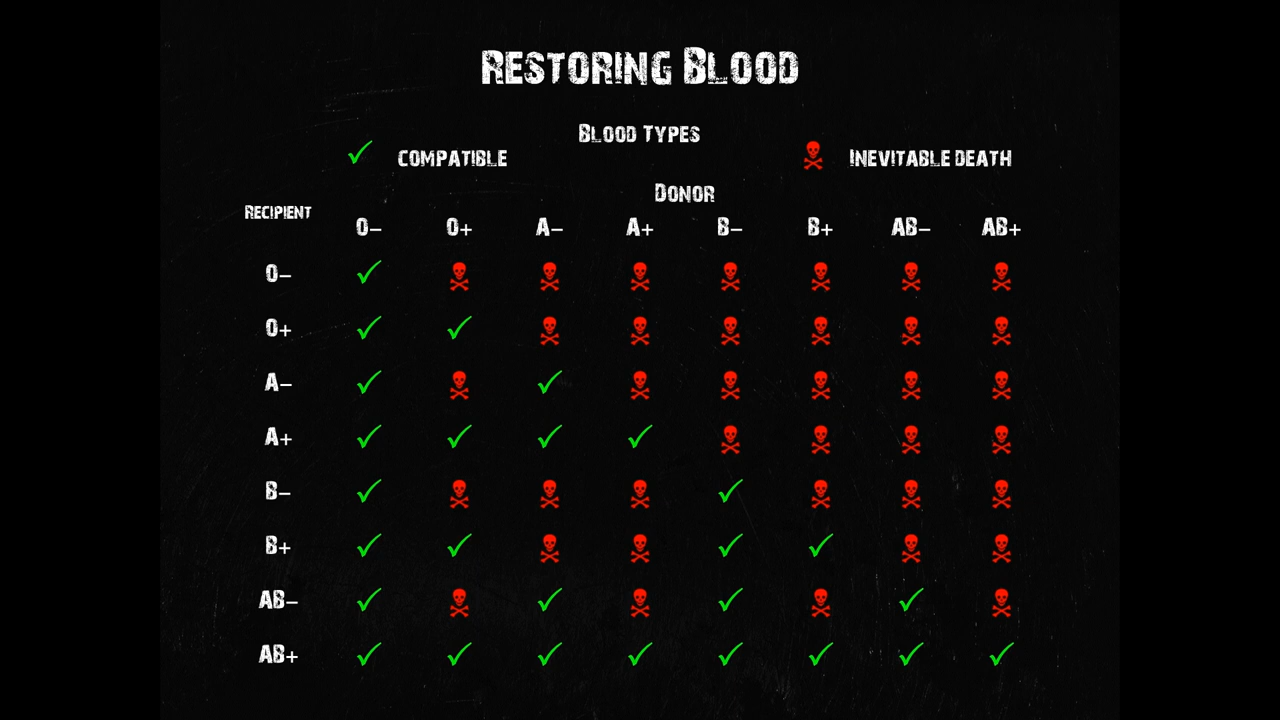 RESTORING BLOOD
BLOOD TYPES
COMPATIBLE
INEVITABLE DEATH
DONOR
RECIPIENT
O– O+ A– A+ B– B+ AB– AB+
O–
O+
A–
A+
B–
B+
AB–
AB+